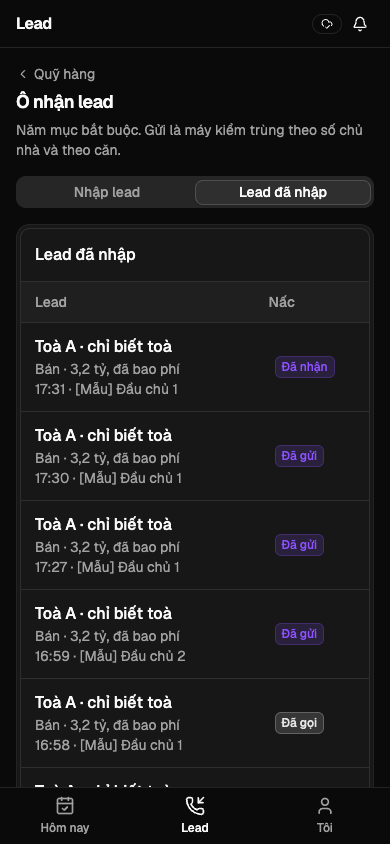 Lead
Quỹ hàng
Ô nhận lead
Năm mục bắt buộc. Gửi là máy kiểm trùng theo số chủ
nhà và theo căn.
Nhập lead
Lead đã nhập
Lead đã nhập
Lead
Nấc
Toà A · chỉ biết toà
Bán · 3,2 tỷ, đã bao phí
17:31 · [Mẫu] Đầu chủ 1
Đã nhận
Toà A · chỉ biết toà
Bán · 3,2 tỷ, đã bao phí
17:30 · [Mẫu] Đầu chủ 1
Đã gửi
Toà A · chỉ biết toà
Bán · 3,2 tỷ, đã bao phí
17:27 · [Mẫu] Đầu chủ 1
Đã gửi
Toà A · chỉ biết toà
Bán · 3,2 tỷ, đã bao phí
16:59 · [Mẫu] Đầu chủ 2
Đã gửi
Toà A · chỉ biết toà
Bán · 3,2 tỷ, đã bao phí
16:58 · [Mẫu] Đầu chủ 1
Đã gọi
Hôm nay
Lead
Tôi